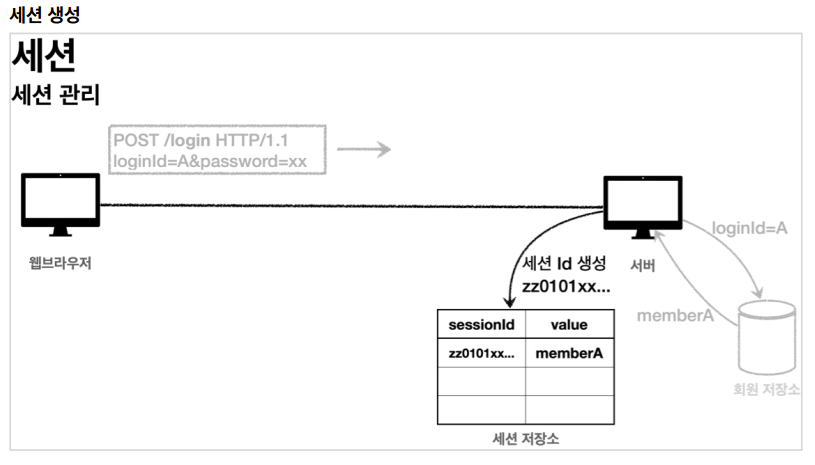 세션 생성
세션
세션 관리
POST /login HTTP/1.1
loginId=A&password=xx
웹브라우저
서버
loginId=A
memberA
회원 저장소
세션 Id 생성
zz0101xx...
sessionId value
zz0101xx... memberA
세션 저장소